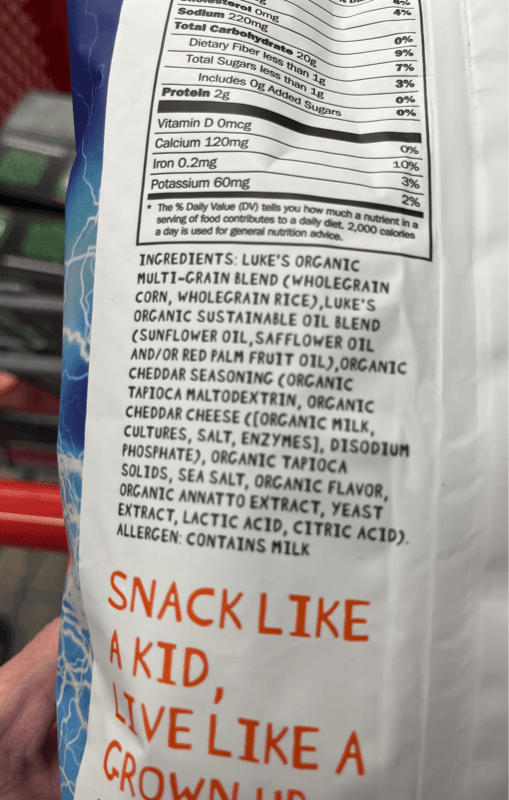 Cholesterol 0mg
Sodium 220mg 4%
Total Carbohydrate 20g 0%
Dietary Fiber less than 1g 9%
Total Sugars less than 1g 7%
Includes 0g Added Sugars 3%
Protein 2g 0%
0%
Vitamin D 0mcg 0%
Calcium 120mg 10%
Iron 0.2mg 3%
Potassium 60mg 2%
* The % Daily Value (DV) tells you how much a nutrient in a
serving of food contributes to a daily diet. 2,000 calories
a day is used for general nutrition advice.
INGREDIENTS: LUKE'S ORGANIC
MULTI-GRAIN BLEND (WHOLEGRAIN
CORN, WHOLEGRAIN RICE),LUKE'S
ORGANIC SUSTAINABLE OIL BLEND
(SUNFLOWER OIL,SAFFLOWER OIL
AND/OR RED PALM FRUIT OIL),ORGANIC
CHEDDAR SEASONING (ORGANIC
TAPIOCA MALTODEXTRIN, ORGANIC
CHEDDAR CHEESE ([ORGANIC MILK,
CULTURES, SALT, ENZYMES], DISODIUM
PHOSPHATE), ORGANIC TAPIOCA
SOLIDS, SEA SALT, ORGANIC FLAVOR,
ORGANIC ANNATTO EXTRACT, YEAST
EXTRACT, LACTIC ACID, CITRIC ACID).
ALLERGEN: CONTAINS MILK
SNACK LIKE
A KID,
LIVE LIKE A
GROWN UP